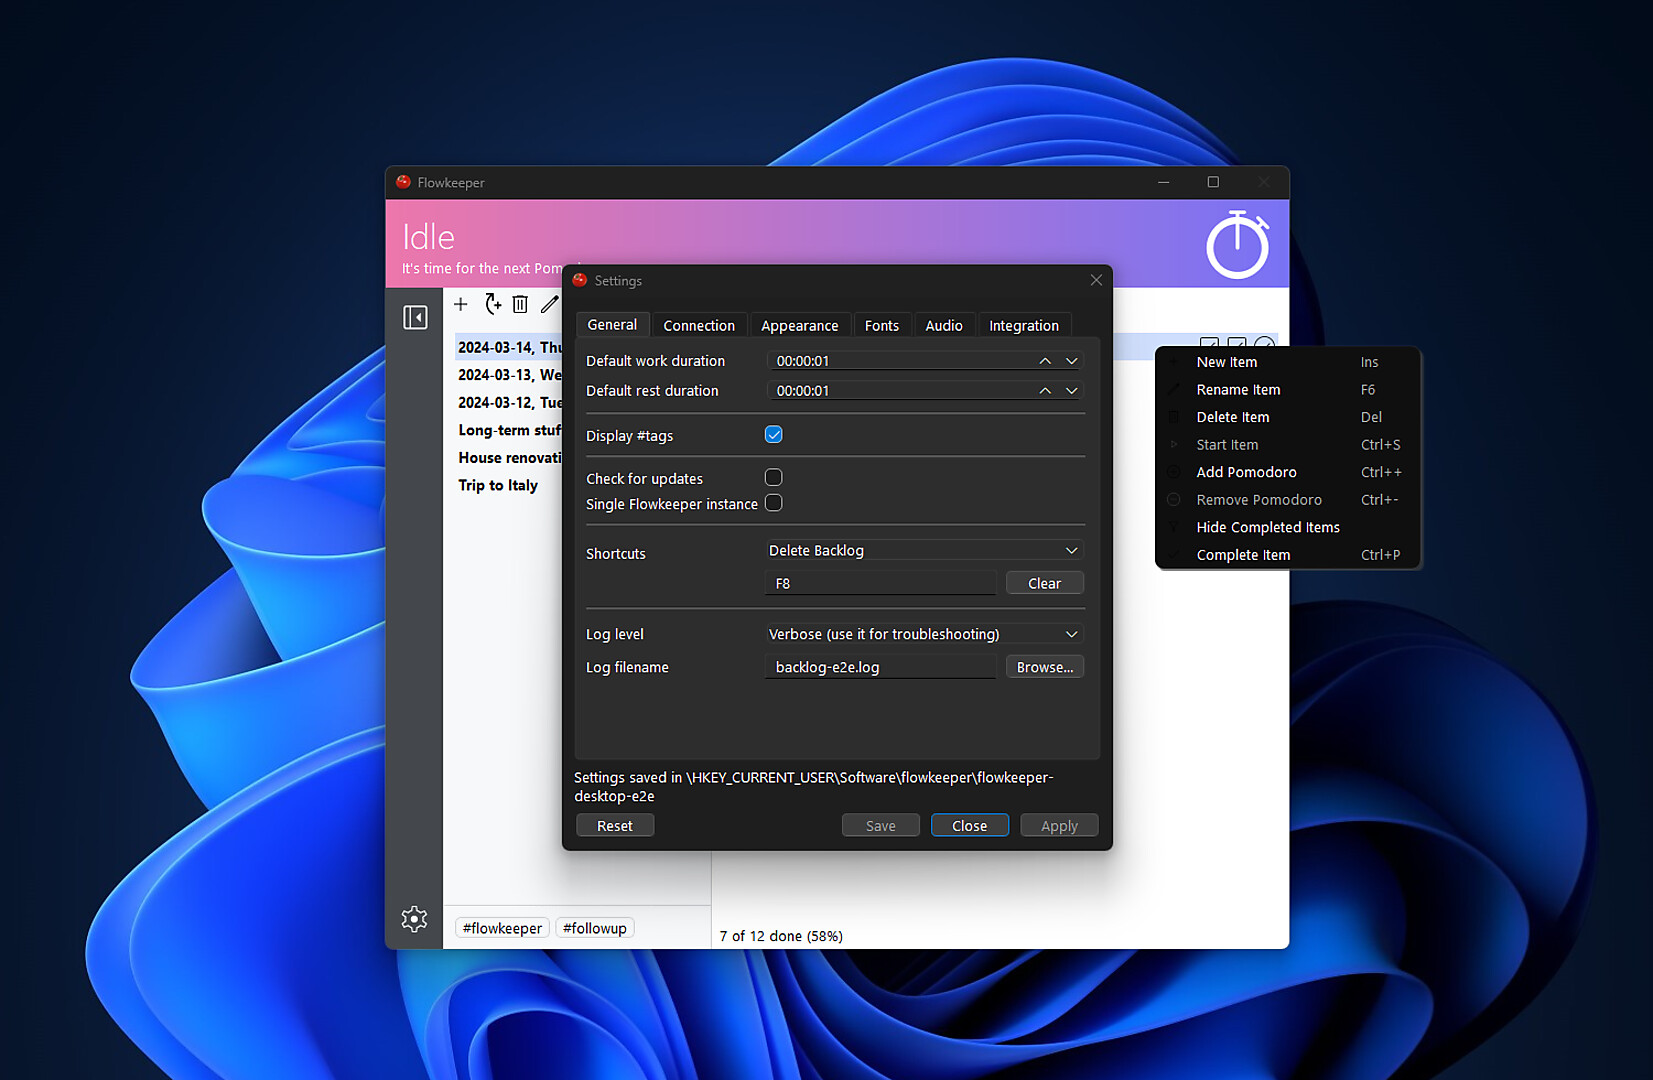 Flowkeeper
Idle
It's time for the next Pom
Settings
General Connection Appearance Fonts Audio Integration
Default work duration 00:00:01
Default rest duration 00:00:01
Display #tags
Check for updates
Single Flowkeeper instance
Shortcuts Delete Backlog
F8 Clear
Log level Verbose (use it for troubleshooting)
Log filename backlog-e2e.log Browse...
Settings saved in \HKEY_CURRENT_USER\Software\flowkeeper\flowkeeper-
desktop-e2e
Reset Save Close Apply
2024-03-14, Thu
2024-03-13, We
2024-03-12, Tue
Long-term stuf
House renovati
Trip to Italy
New Item Ins
Rename Item F6
Delete Item Del
Start Item Ctrl+S
Add Pomodoro Ctrl++
Remove Pomodoro Ctrl+-
Hide Completed Items
Complete Item Ctrl+P
#flowkeeper #followup
7 of 12 done (58%)